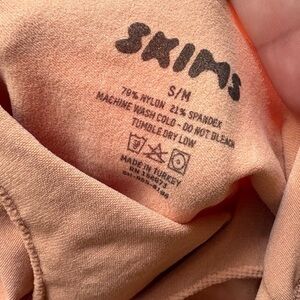 SKIMS
S/M
79% NYLON 21% SPANDEX
MACHINE WASH COLD - DO NOT BLEACH
TUMBLE DRY LOW
MADE IN TURKEY